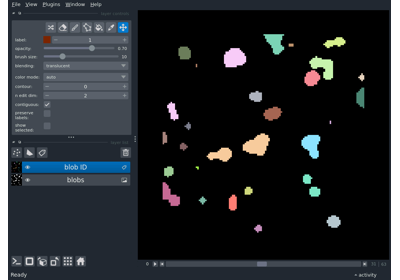 File View Plugins Window Help
label: 1
opacity: 0.70
brush size: 10
blending: translucent
color mode: auto
contour: 0
n edit dim: 2
contiguous:
preserve labels:
show selected:
blob ID
blobs
0
Ready
activity